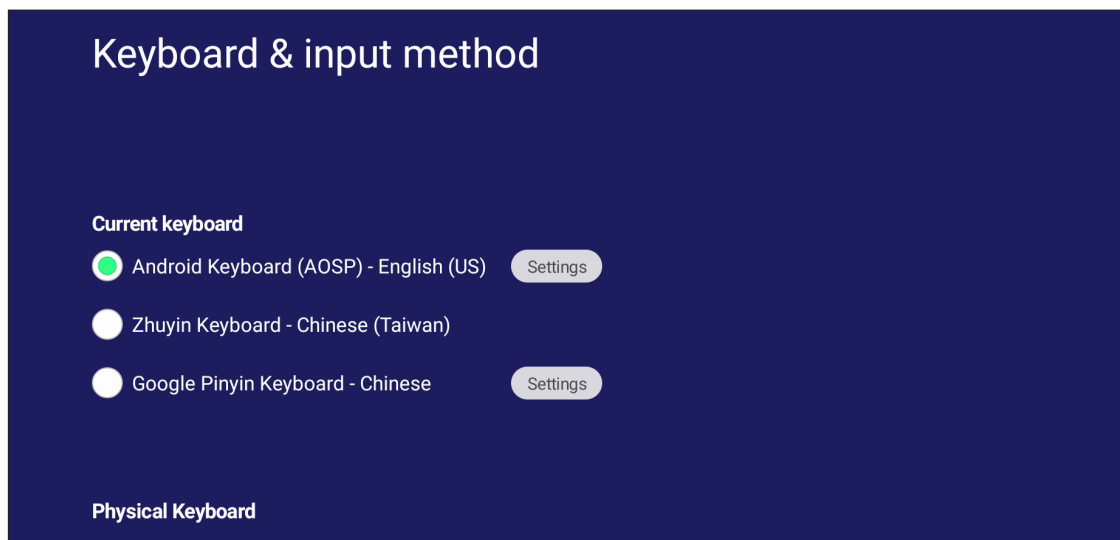 Keyboard & input method
Current keyboard
Android Keyboard (AOSP) - English (US) Settings
Zhuyin Keyboard - Chinese (Taiwan)
Google Pinyin Keyboard - Chinese Settings
Physical Keyboard